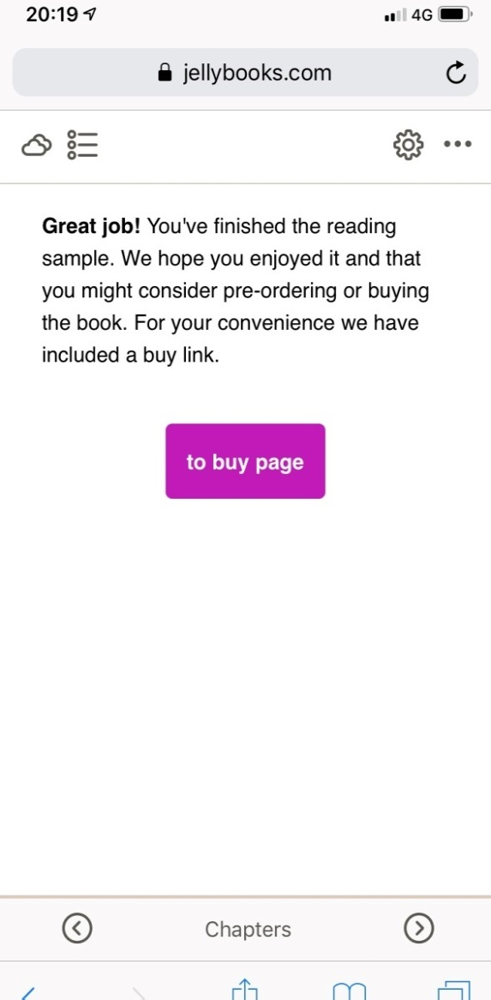 20:19
4G
jellybooks.com
Great job! You've finished the reading
sample. We hope you enjoyed it and that
you might consider pre-ordering or buying
the book. For your convenience we have
included a buy link.
to buy page
Chapters